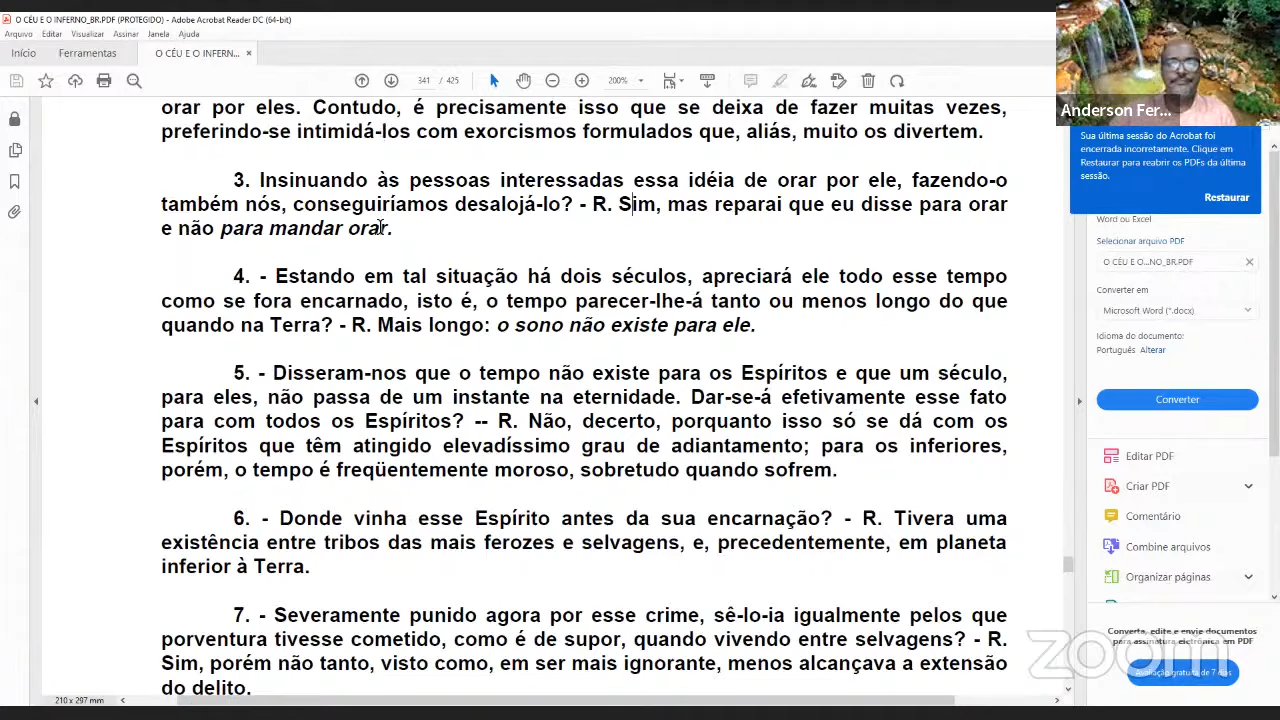 O CÉU E O INFERNO_BR.PDF (PROTEGIDO) - Adobe Acrobat Reader DC (64-bit)
Arquivo Editar Visualizar Assinar Janela Ajuda
Início Ferramentas O CÉU E O INFERN... ×
341 / 425 200%
Anderson Fer...
orar por eles. Contudo, é precisamente isso que se deixa de fazer muitas vezes,
preferindo-se intimidá-los com exorcismos formulados que, aliás, muito os divertem.
3. Insinuando às pessoas interessadas essa idéia de orar por ele, fazendo-o
também nós, conseguiríamos desalojá-lo? - R. Sim, mas reparai que eu disse para orar
e não para mandar orar.
4. - Estando em tal situação há dois séculos, apreciará ele todo esse tempo
como se fora encarnado, isto é, o tempo parecer-lhe-á tanto ou menos longo do que
quando na Terra? - R. Mais longo: o sono não existe para ele.
5. - Disseram-nos que o tempo não existe para os Espíritos e que um século,
para eles, não passa de um instante na eternidade. Dar-se-á efetivamente esse fato
para com todos os Espíritos? -- R. Não, decerto, porquanto isso só se dá com os
Espíritos que têm atingido elevadíssimo grau de adiantamento; para os inferiores,
porém, o tempo é freqüentemente moroso, sobretudo quando sofrem.
6. - Donde vinha esse Espírito antes da sua encarnação? - R. Tivera uma
existência entre tribos das mais ferozes e selvagens, e, precedentemente, em planeta
inferior à Terra.
7. - Severamente punido agora por esse crime, sê-lo-ia igualmente pelos que
porventura tivesse cometido, como é de supor, quando vivendo entre selvagens? - R.
Sim, porém não tanto, visto como, em ser mais ignorante, menos alcançava a extensão
do delito.
210 x 297 mm
Sua última sessão do Acrobat foi
encerrada incorretamente. Clique em
Restaurar para reabrir os PDFs da última
sessão.
Restaurar
Word ou Excel
Selecionar arquivo PDF
O CÉU E O...NO_BR.PDF
Converter em
Microsoft Word (*.docx)
Idioma do documento:
Português Alterar
Converter
Editar PDF
Criar PDF
Comentário
Combine arquivos
Organizar páginas
Converta, edite e envie documentos
para assinatura eletrônica em PDF
Avaliação gratuita de 7 dias
zoom